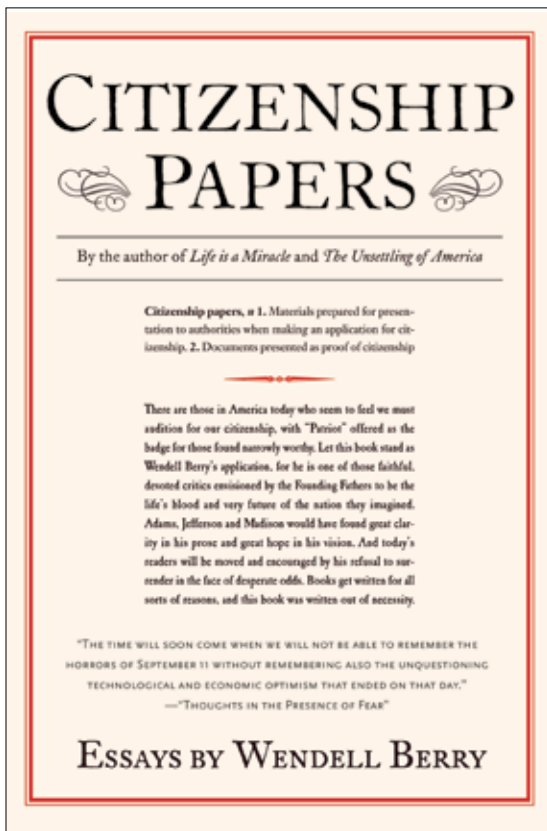 CITIZENSHIP
PAPERS
By the author of Life is a Miracle and The Unsettling of America
Citizenship papers, n 1. Materials prepared for presen-
tation to authorities when making an application for cit-
izenship. 2. Documents presented as proof of citizenship
There are those in America today who seem to feel we must
audition for our citizenship, with "Patriot" offered as the
badge for those found narrowly worthy. Let this book stand as
Wendell Berry's application, for he is one of those faithful,
devoted critics envisioned by the Founding Fathers to be the
life's blood and very future of the nation they imagined.
Adams, Jefferson and Madison would have found great clar-
ity in his prose and great hope in his vision. And today's
readers will be moved and encouraged by his refusal to sur-
render in the face of desperate odds. Books get written for all
sorts of reasons, and this book was written out of necessity.
"THE TIME WILL SOON COME WHEN WE WILL NOT BE ABLE TO REMEMBER THE
HORRORS OF SEPTEMBER 11 WITHOUT REMEMBERING ALSO THE UNQUESTIONING
TECHNOLOGICAL AND ECONOMIC OPTIMISM THAT ENDED ON THAT DAY."
—"THOUGHTS IN THE PRESENCE OF FEAR"
ESSAYS BY WENDELL BERRY